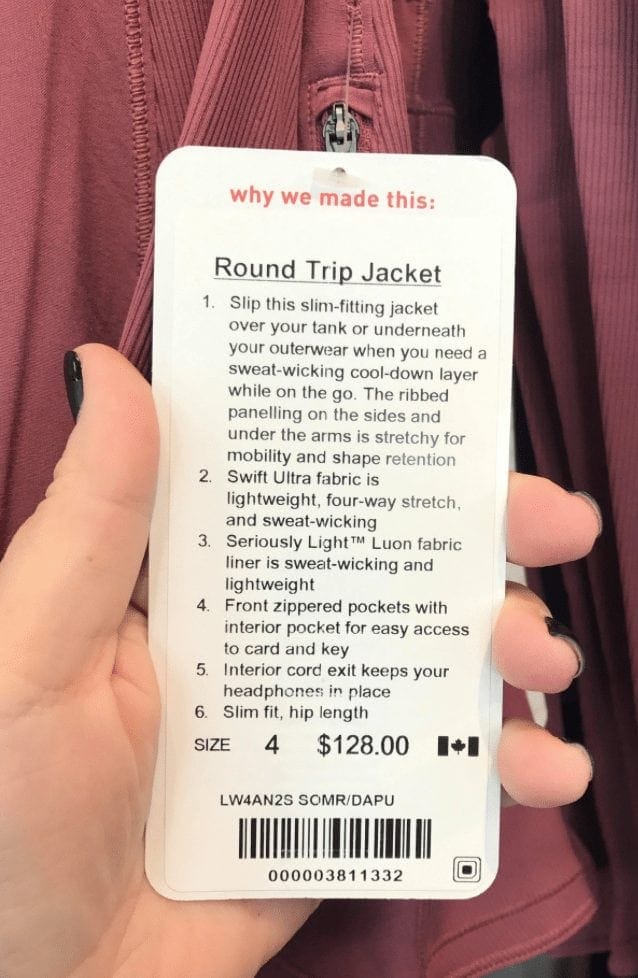 why we made this:
Round Trip Jacket
1. Slip this slim-fitting jacket
over your tank or underneath
your outerwear when you need a
sweat-wicking cool-down layer
while on the go. The ribbed
panelling on the sides and
under the arms is stretchy for
mobility and shape retention
2. Swift Ultra fabric is
lightweight, four-way stretch,
and sweat-wicking
3. Seriously Light™ Luon fabric
liner is sweat-wicking and
lightweight
4. Front zippered pockets with
interior pocket for easy access
to card and key
5. Interior cord exit keeps your
headphones in place
6. Slim fit, hip length
SIZE 4 $128.00
LW4AN2S SOMR/DAPU
000003811332